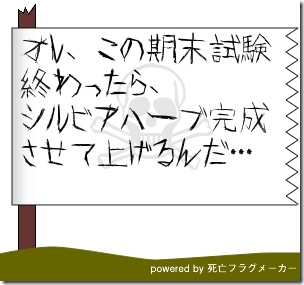 オレ、この期末試験
終わったら、
シルビアハーブ完成
させて上げるんだ…
powered by 死亡フラグメーカー